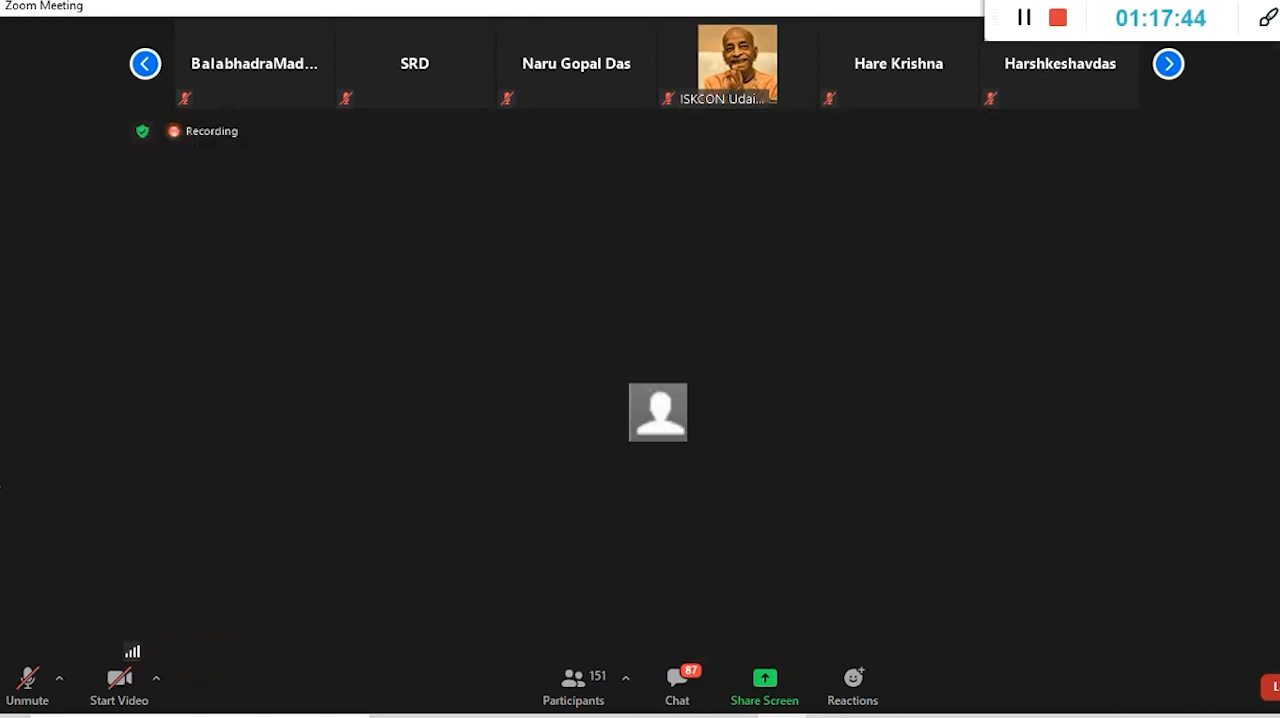 Zoom Meeting
01:17:44
BalabhadraMad...
SRD
Naru Gopal Das
ISKCON Udai...
Hare Krishna
Harshkeshavdas
Recording
Unmute
Start Video
151
Participants
87
Chat
Share Screen
Reactions
L